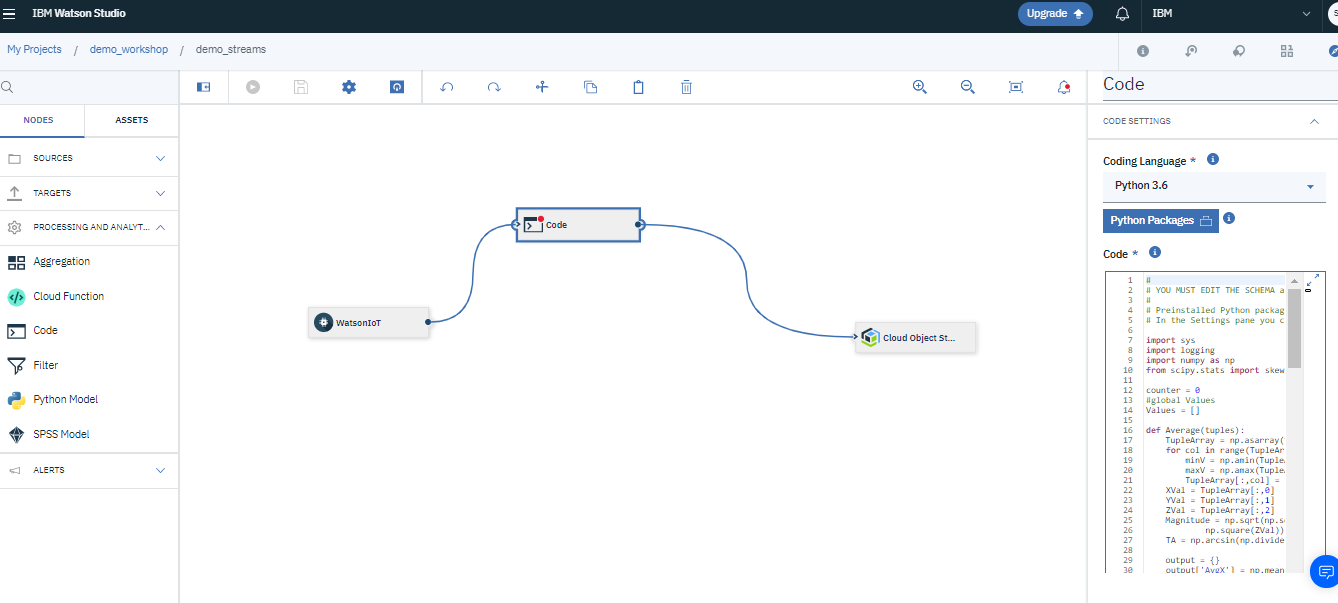 IBM Watson Studio
Upgrade
IBM
My Projects / demo_workshop / demo_streams
NODES
ASSETS
SOURCES
TARGETS
PROCESSING AND ANALYT...
Aggregation
Cloud Function
Code
Filter
Python Model
SPSS Model
ALERTS
Code
WatsonIoT
Cloud Object St...
Code
CODE SETTINGS
Coding Language *
Python 3.6
Python Packages
Code *
1 #
2 # YOU MUST EDIT THE SCHEMA a
3 #
4 # Preinstalled Python packag
5 # In the Settings pane you c
6
7 import sys
8 import logging
9 import numpy as np
10 from scipy.stats import skew
11
12 counter = 0
13 #global Values
14 Values = []
15
16 def Average(tuples):
17 TupleArray = np.asarray(
18 for col in range(TupleAr
19 minV = np.amin(Tuple
20 maxV = np.amax(Tuple
21 TupleArray[:,col] =
22 XVal = TupleArray[:,0]
23 YVal = TupleArray[:,1]
24 ZVal = TupleArray[:,2]
25 Magnitude = np.sqrt(np.s
26 np.square(ZVal))
27 TA = np.arcsin(np.divide
28
29 output = {}
30 output['AvgX'] = np.mean